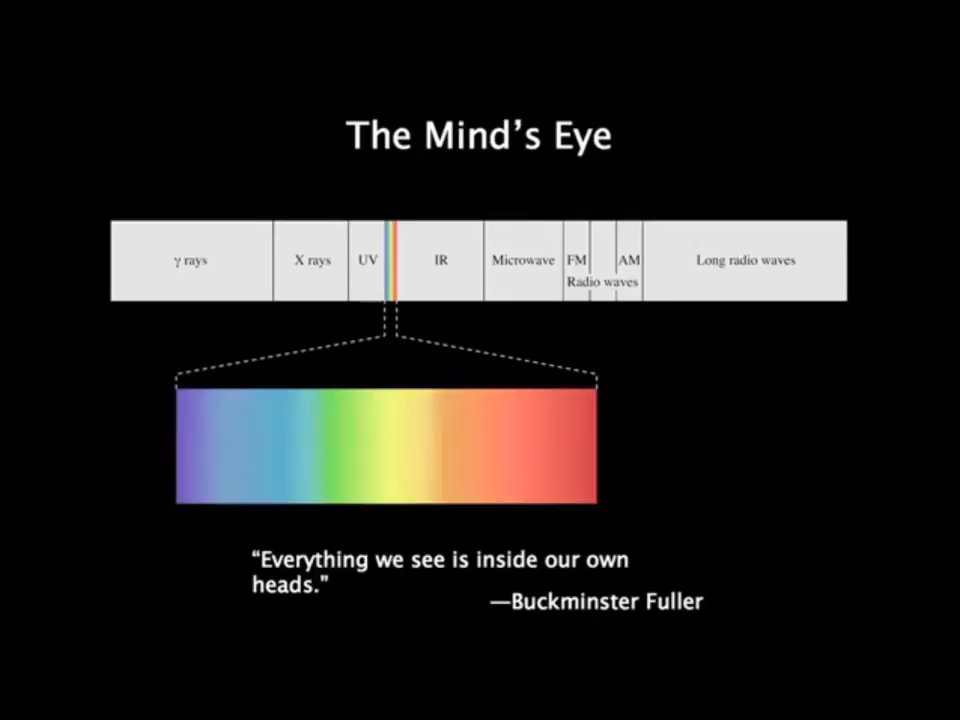 The Mind’s Eye
γ rays
X rays
UV
IR
Microwave
FM
AM
Radio waves
Long radio waves
“Everything we see is inside our own
heads.”
—Buckminster Fuller